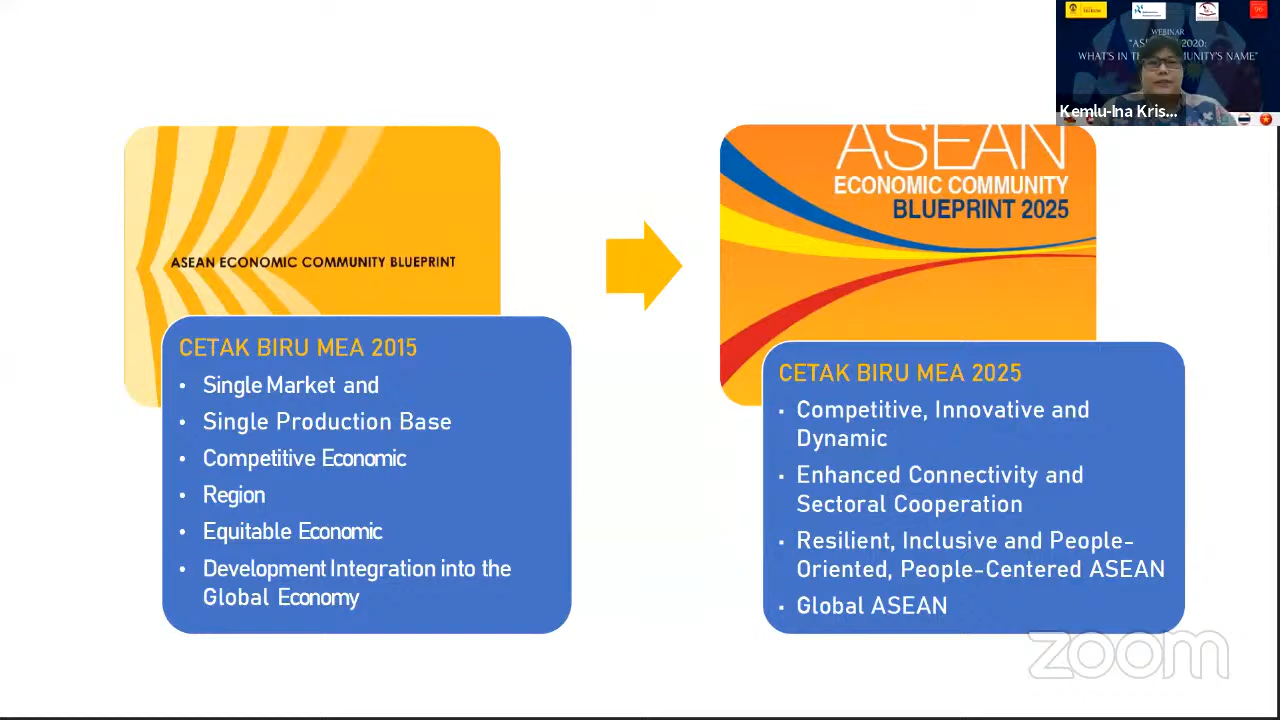 WEBINAR
2020:
WHAT'S IN
NAME"
Kemlu-Ina Kris...
ASEAN ECONOMIC COMMUNITY BLUEPRINT
CETAK BIRU MEA 2015
• Single Market and
• Single Production Base
• Competitive Economic
• Region
• Equitable Economic
• Development Integration into the
Global Economy
ASEAN
ECONOMIC COMMUNITY
BLUEPRINT 2025
CETAK BIRU MEA 2025
▪ Competitive, Innovative and
Dynamic
▪ Enhanced Connectivity and
Sectoral Cooperation
▪ Resilient, Inclusive and People-
Oriented, People-Centered ASEAN
▪ Global ASEAN
zoom